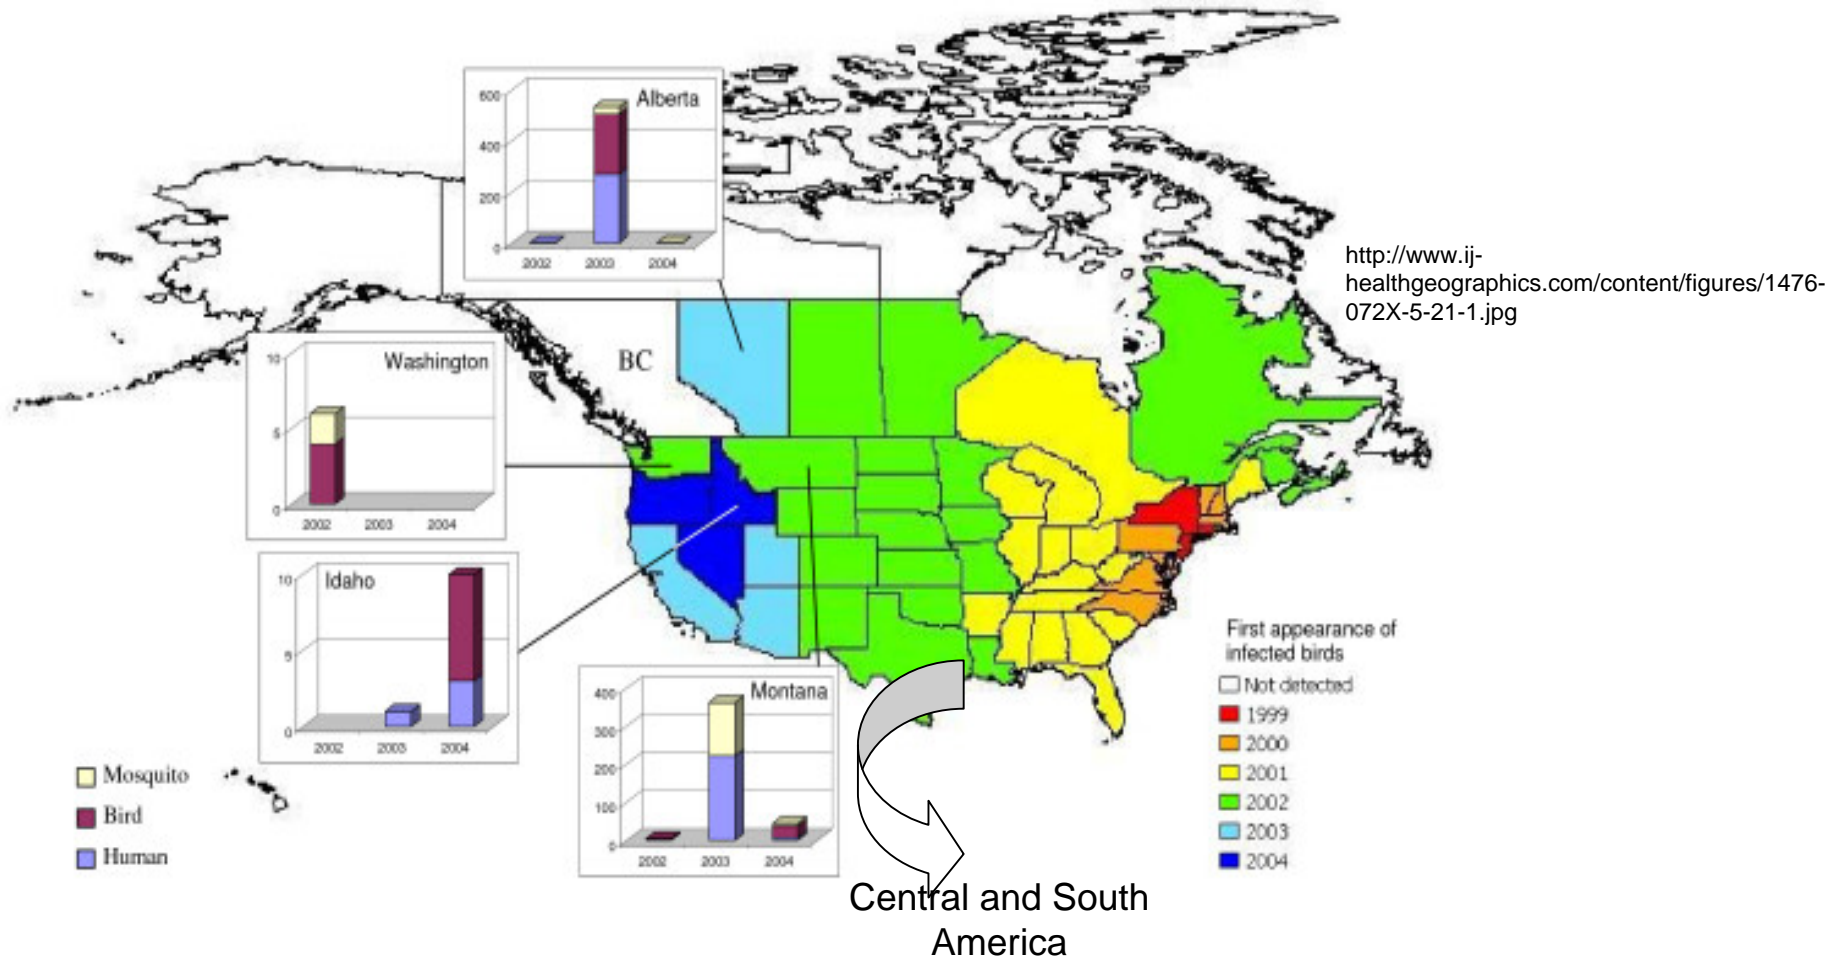 600
400
200
0
Alberta
2002
2003
2004
http://www.ij-
healthgeographics.com/content/figures/1476-
072X-5-21-1.jpg
BC
10
5
0
Washington
2002
2003
2004
10
5
0
Idaho
2002
2003
2004
400
300
200
100
0
Montana
2002
2003
2004
Mosquito
Bird
Human
First appearance of
infected birds
Not detected
1999
2000
2001
2002
2003
2004
Central and South
America